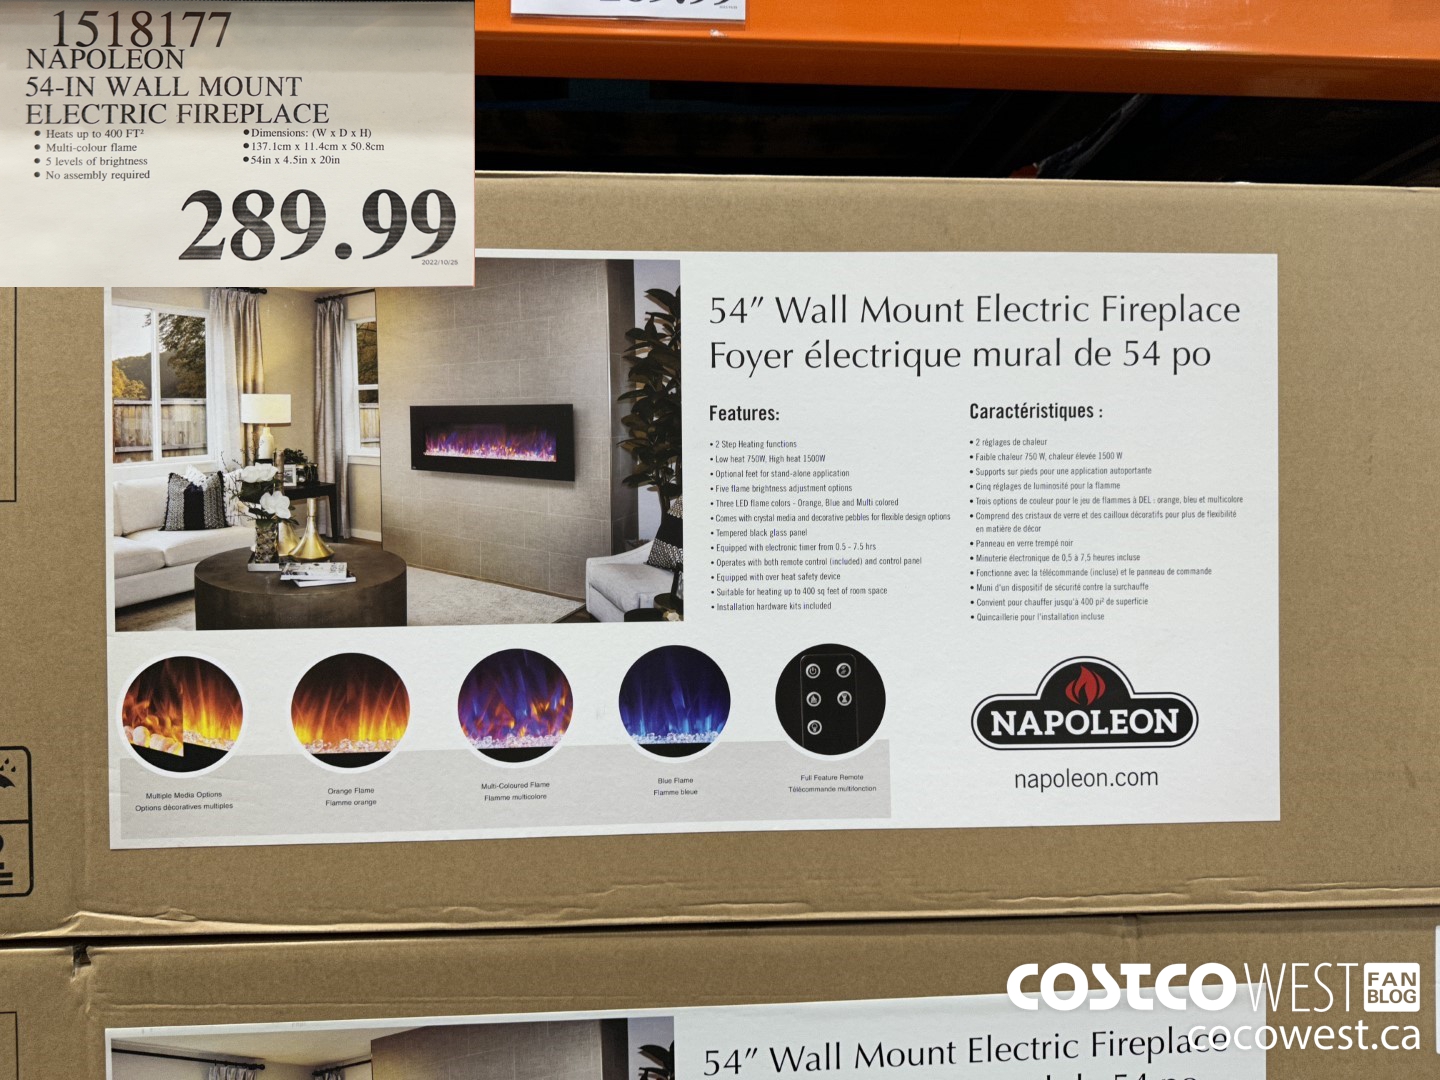 1518177
NAPOLEON
54-IN WALL MOUNT
ELECTRIC FIREPLACE
• Heats up to 400 FT²
• Multi-colour flame
• 5 levels of brightness
• No assembly required
• Dimensions: (W x D x H)
• 137.1cm x 11.4cm x 50.8cm
• 54in x 4.5in x 20in
289.99
2022/10/28
54" Wall Mount Electric Fireplace
Foyer électrique mural de 54 po
Features:
• 2 Step Heating functions
• Low heat 750W, High heat 1500W
• Optional feet for stand-alone application
• Five flame brightness adjustment options
• Three LED flame colors - Orange, Blue and Multi colored
• Comes with crystal media and decorative pebbles for flexible design options
• Tempered black glass panel
• Equipped with electronic timer from 0.5 - 7.5 hrs
• Operates with both remote control (included) and control panel
• Equipped with over heat safety device
• Suitable for heating up to 400 sq feet of room space
• Installation hardware kits included
Caractéristiques :
• 2 réglages de chaleur
• Faible chaleur 750 W, chaleur élevée 1500 W
• Supports sur pieds pour une application autoportante
• Cinq réglages de luminosité pour la flamme
• Trois options de couleur pour le jeu de flammes à DEL : orange, bleu et multicolore
• Comprend des cristaux de verre et des cailloux décoratifs pour plus de flexibilité
en matière de décor
• Panneau en verre trempé noir
• Minuterie électronique de 0,5 à 7,5 heures incluse
• Fonctionne avec la télécommande (incluse) et le panneau de commande
• Muni d'un dispositif de sécurité contre la surchauffe
• Convient pour chauffer jusqu'à 400 pi² de superficie
• Quincaillerie pour l'installation incluse
Multiple Media Options
Options décoratives multiples
Orange Flame
Flamme orange
Multi-Coloured Flame
Flamme multicolore
Blue Flame
Flamme bleue
Full Feature Remote
Télécommande multifonction
NAPOLEON
napoleon.com
COSTCO WEST FAN BLOG
cocowest.ca
54" Wall Mount Electric Fireplace